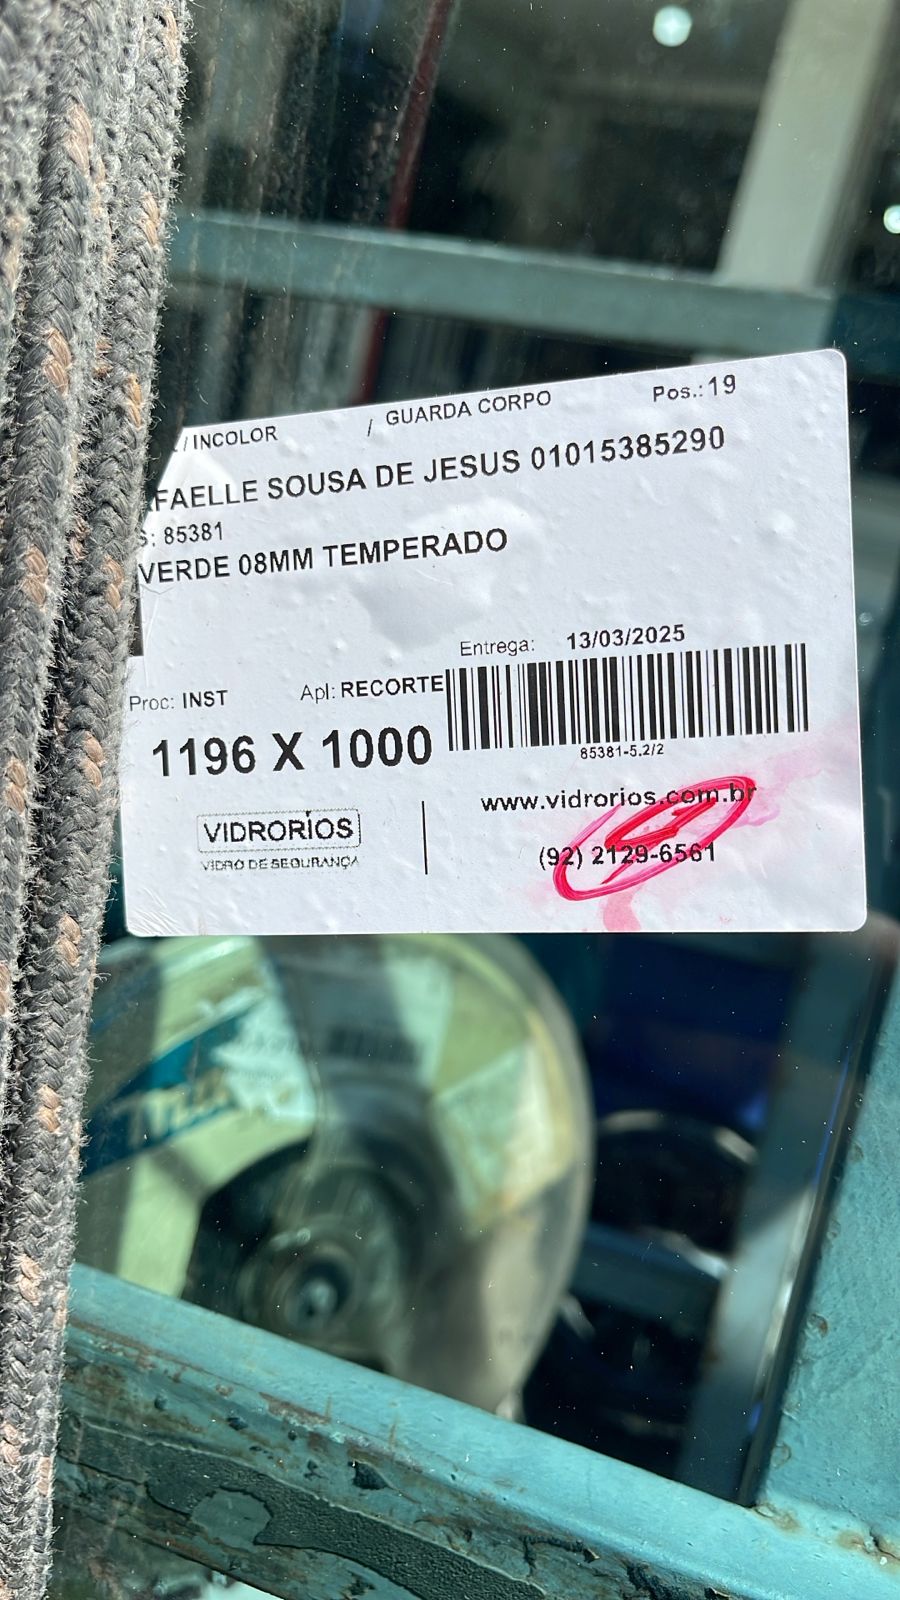 / INCOLOR / GUARDA CORPO Pos.: 19
FAELLE SOUSA DE JESUS 01015385290
S: 85381
VERDE 08MM TEMPERADO
Entrega: 13/03/2025
Proc: INST Apl: RECORTE
1196 X 1000
85381-5.2/2
VIDRORIOS
VIDRO DE SEGURANÇA
www.vidrorios.com.br
(92) 2129-6561